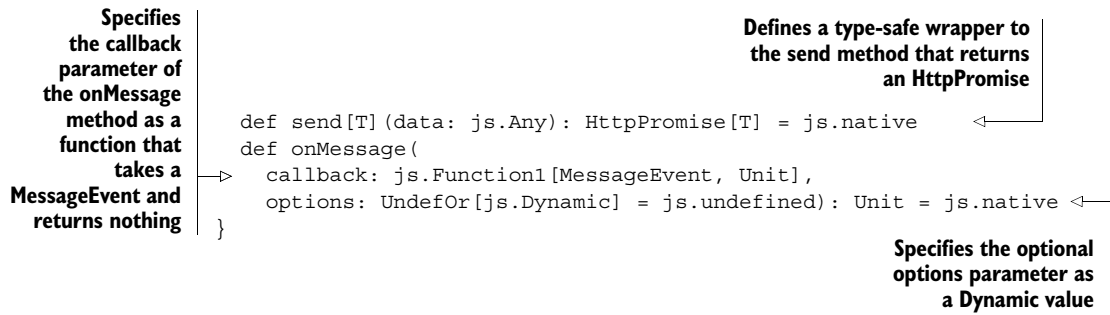 Specifies
the callback
parameter of
the onMessage
method as a
function that
takes a
MessageEvent and
returns nothing
Defines a type-safe wrapper to
the send method that returns
an HttpPromise
def send[T](data: js.Any): HttpPromise[T] = js.native
def onMessage(
callback: js.Function1[MessageEvent, Unit],
options: UndefOr[js.Dynamic] = js.undefined): Unit = js.native
}
Specifies the optional
options parameter as
a Dynamic value